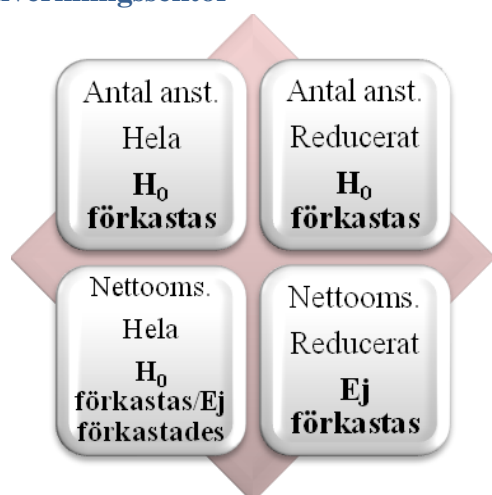 Antal anst.
Hela
H₀
förkastas
Antal anst.
Reducerat
H₀
förkastas
Nettooms.
Hela
H₀
förkastas/Ej
förkastades
Nettooms.
Reducerat
Ej
förkastas